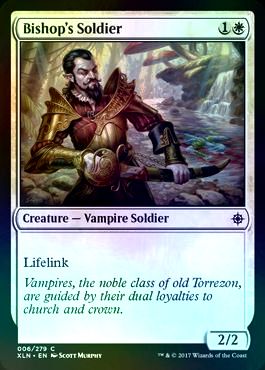 Bishop's Soldier 1
Creature — Vampire Soldier
Lifelink
Vampires, the noble class of old Torrezon,
are guided by their dual loyalties to
church and crown.
2/2
006/279 C
XLN • EN SCOTT MURPHY
™ & © 2017 Wizards of the Coast